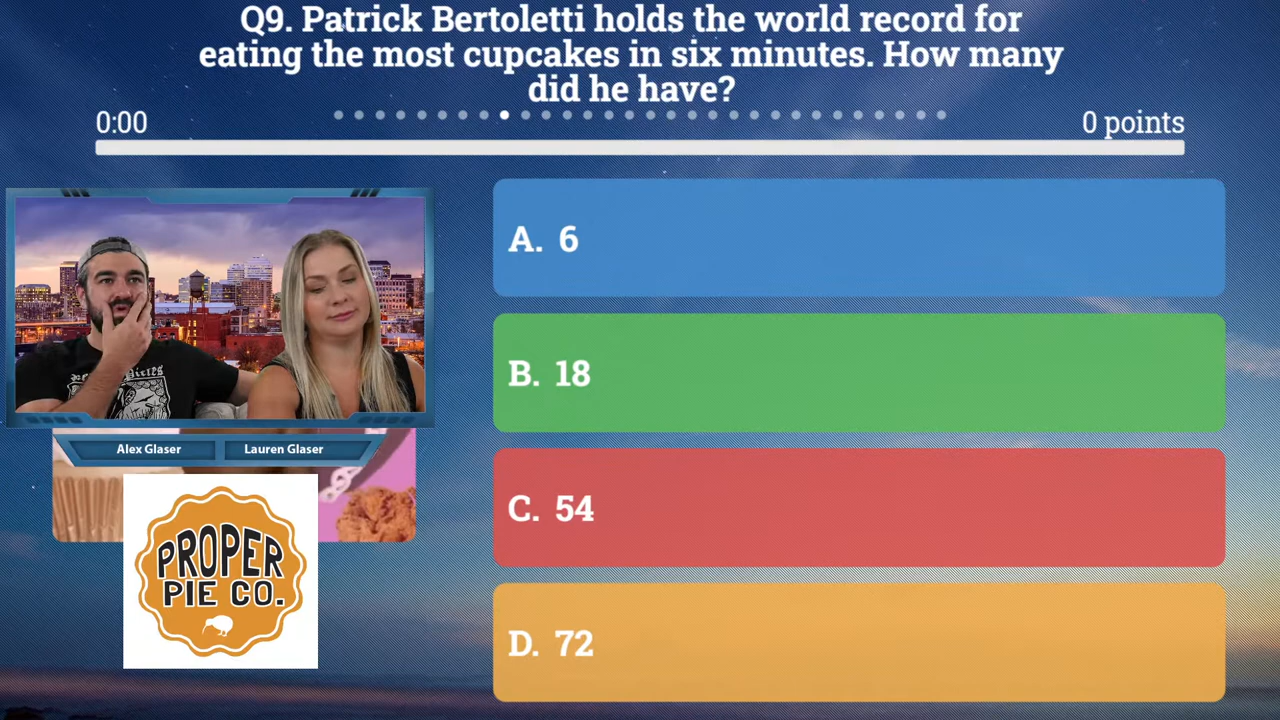 Q9. Patrick Bertoletti holds the world record for
eating the most cupcakes in six minutes. How many
did he have?
0:00
0 points
A. 6
B. 18
C. 54
D. 72
Alex Glaser
Lauren Glaser
PROPER
PIE CO.